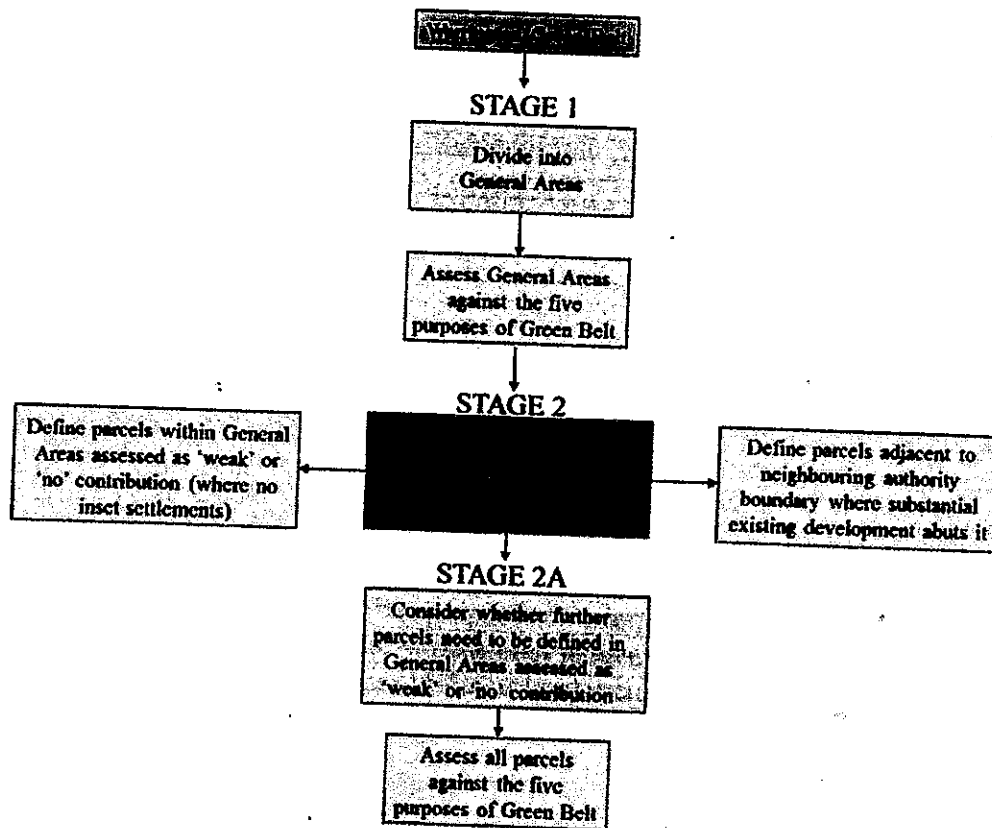 STAGE 1
Divide into
General Areas
Assess General Areas
against the five
purposes of Green Belt
STAGE 2
Define parcels within General
Areas assessed as 'weak' or
'no' contribution (where no
inset settlements)
Define parcels adjacent to
neighbouring authority
boundary where substantial
existing development abuts it
STAGE 2A
Consider whether further
parcels need to be defined in
General Areas assessed as
'weak' or 'no' contribution
Assess all parcels
against the five
purposes of Green Belt